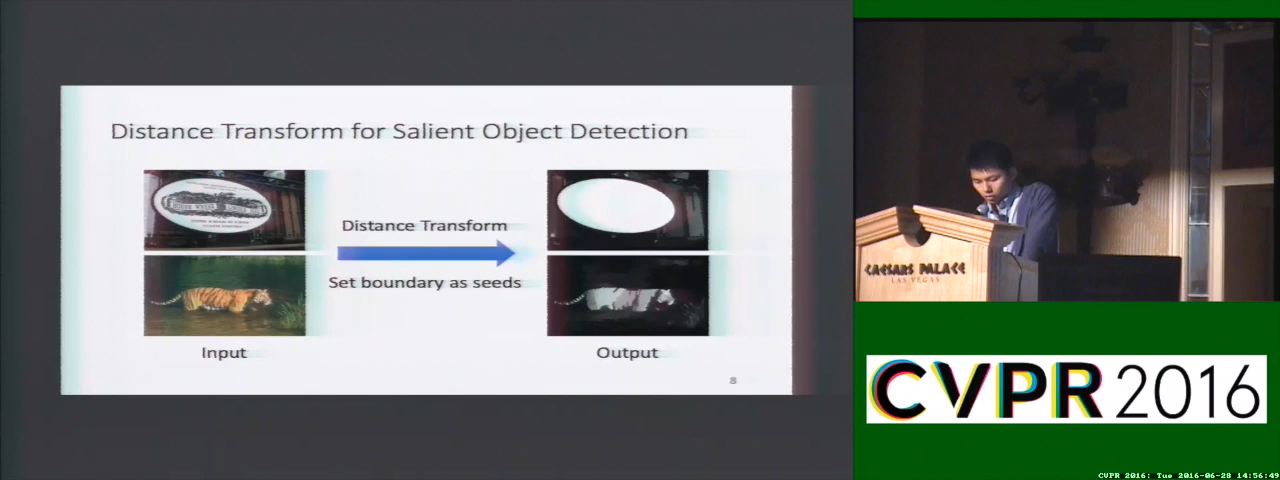 Distance Transform for Salient Object Detection
Distance Transform
Set boundary as seeds
Input
Output
8
CAESARS PALACE
LAS VEGAS
CVPR 2016
CVPR 2016: Tue 2016-06-28 14:56:49